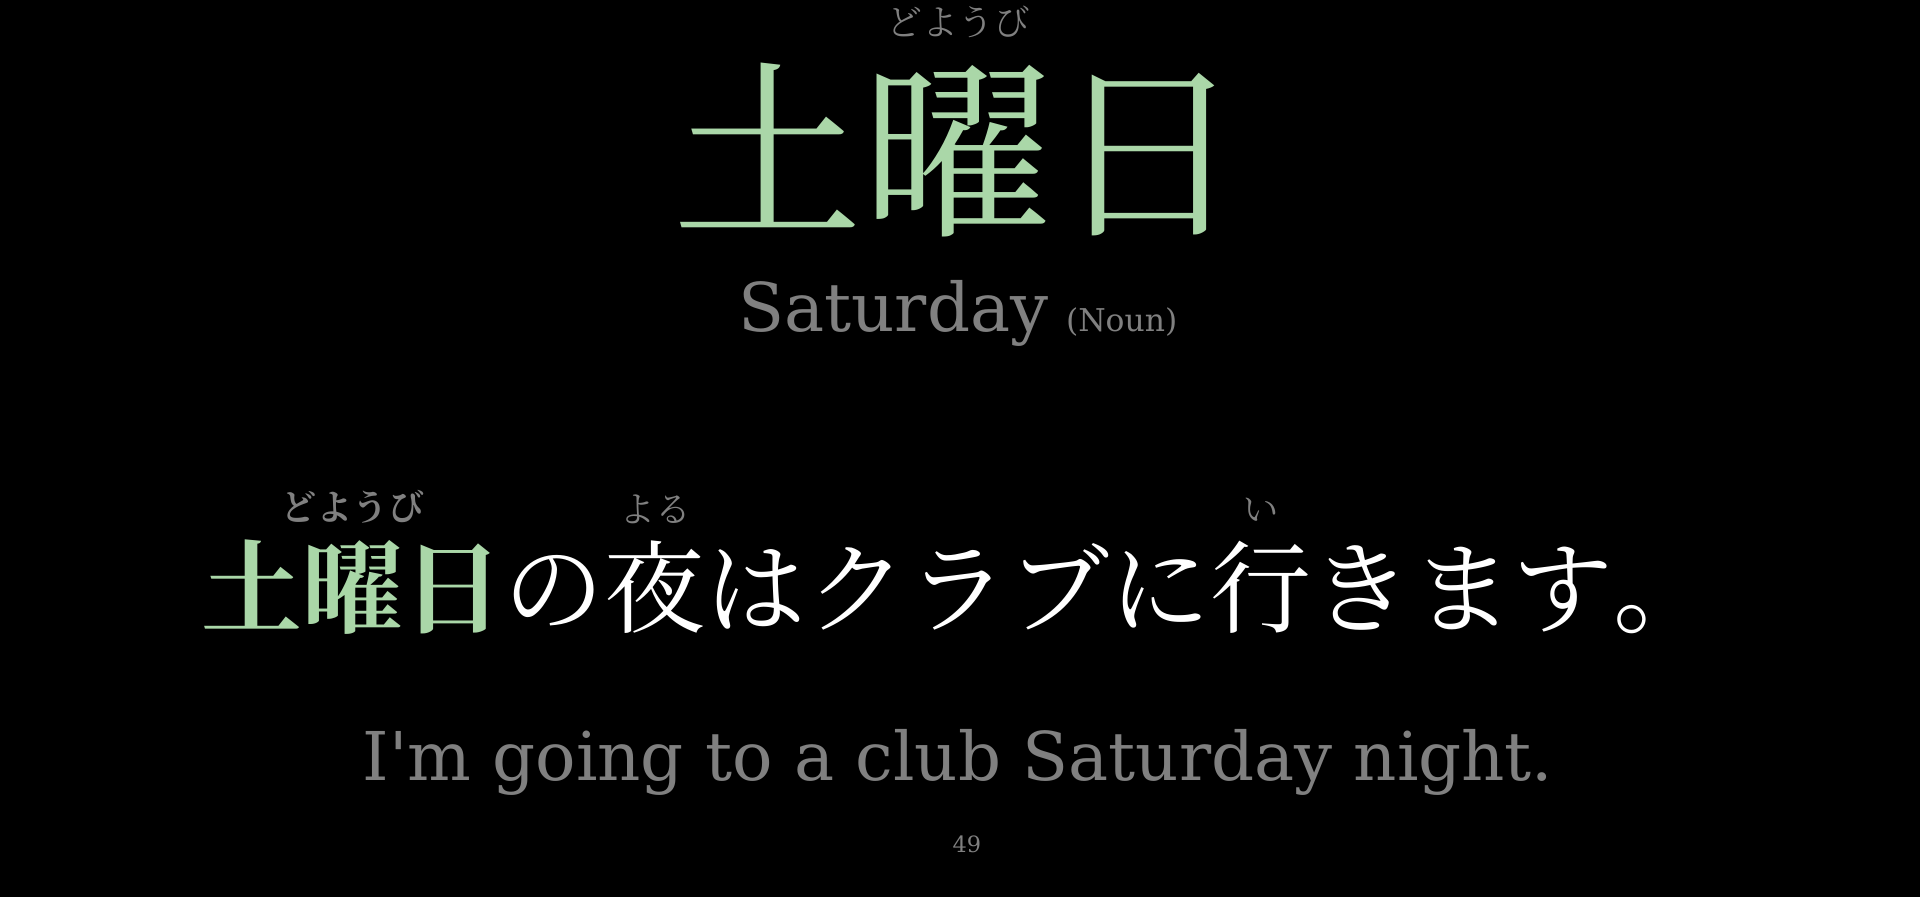 どようび
土曜日
Saturday (Noun)
どようび よる い
土曜日の夜はクラブに行きます。
I'm going to a club Saturday night.
49